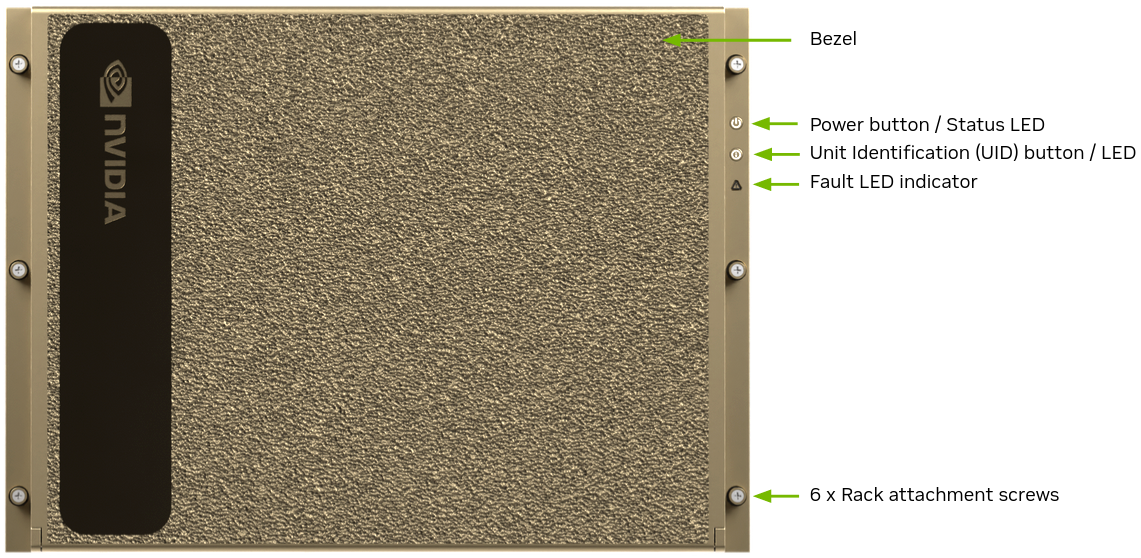 NVIDIA
Bezel
Power button / Status LED
Unit Identification (UID) button / LED
Fault LED indicator
6 x Rack attachment screws